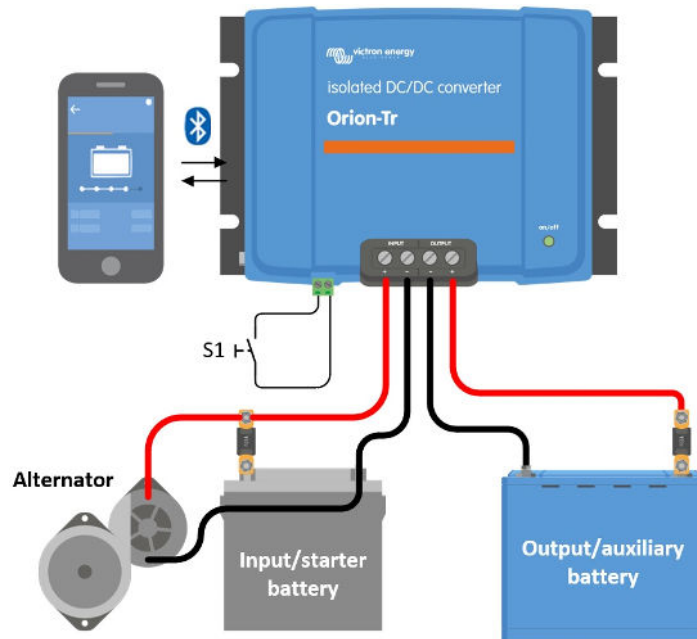 victron energy
isolated DC/DC converter
Orion-Tr
on/off
INPUT OUTPUT
+ - - +
S1
Alternator
Input/starter
battery
Output/auxiliary
battery